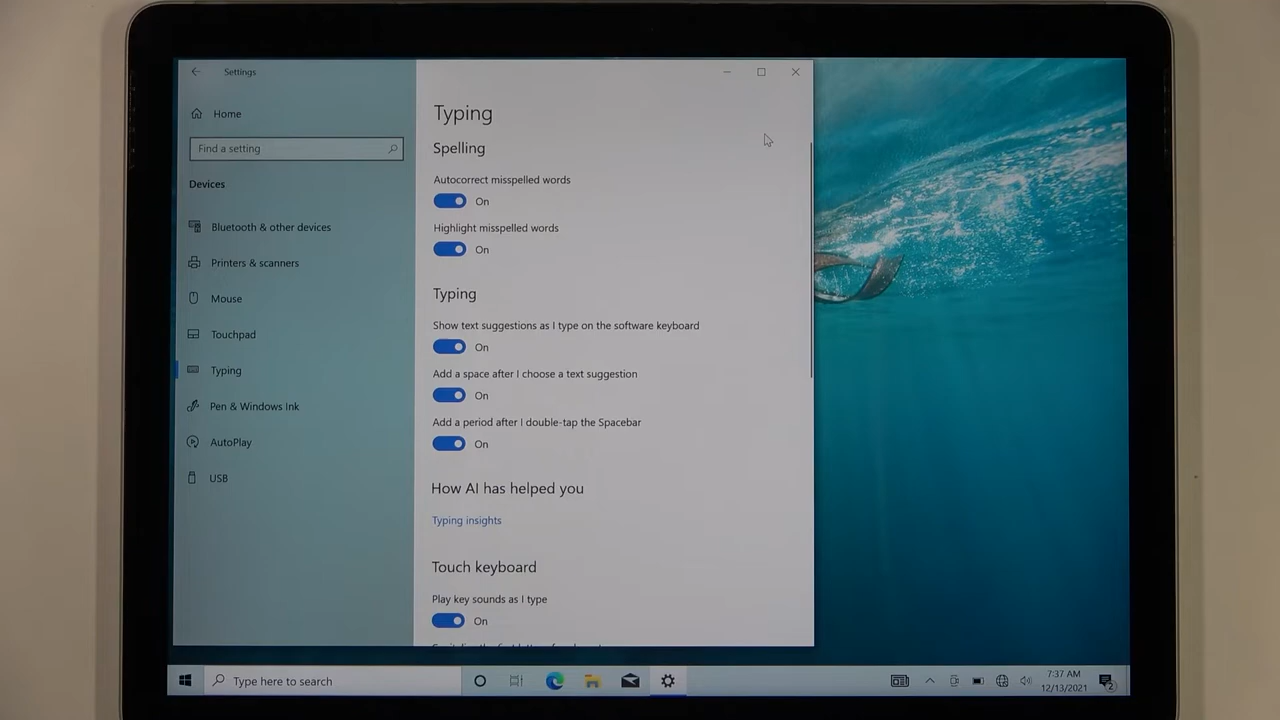 Settings
Home
Find a setting
Devices
Bluetooth & other devices
Printers & scanners
Mouse
Touchpad
Typing
Pen & Windows Ink
AutoPlay
USB
Typing
Spelling
Autocorrect misspelled words
On
Highlight misspelled words
On
Typing
Show text suggestions as I type on the software keyboard
On
Add a space after I choose a text suggestion
On
Add a period after I double-tap the Spacebar
On
How AI has helped you
Typing insights
Touch keyboard
Play key sounds as I type
On
Type here to search
7:37 AM
12/13/2021
2